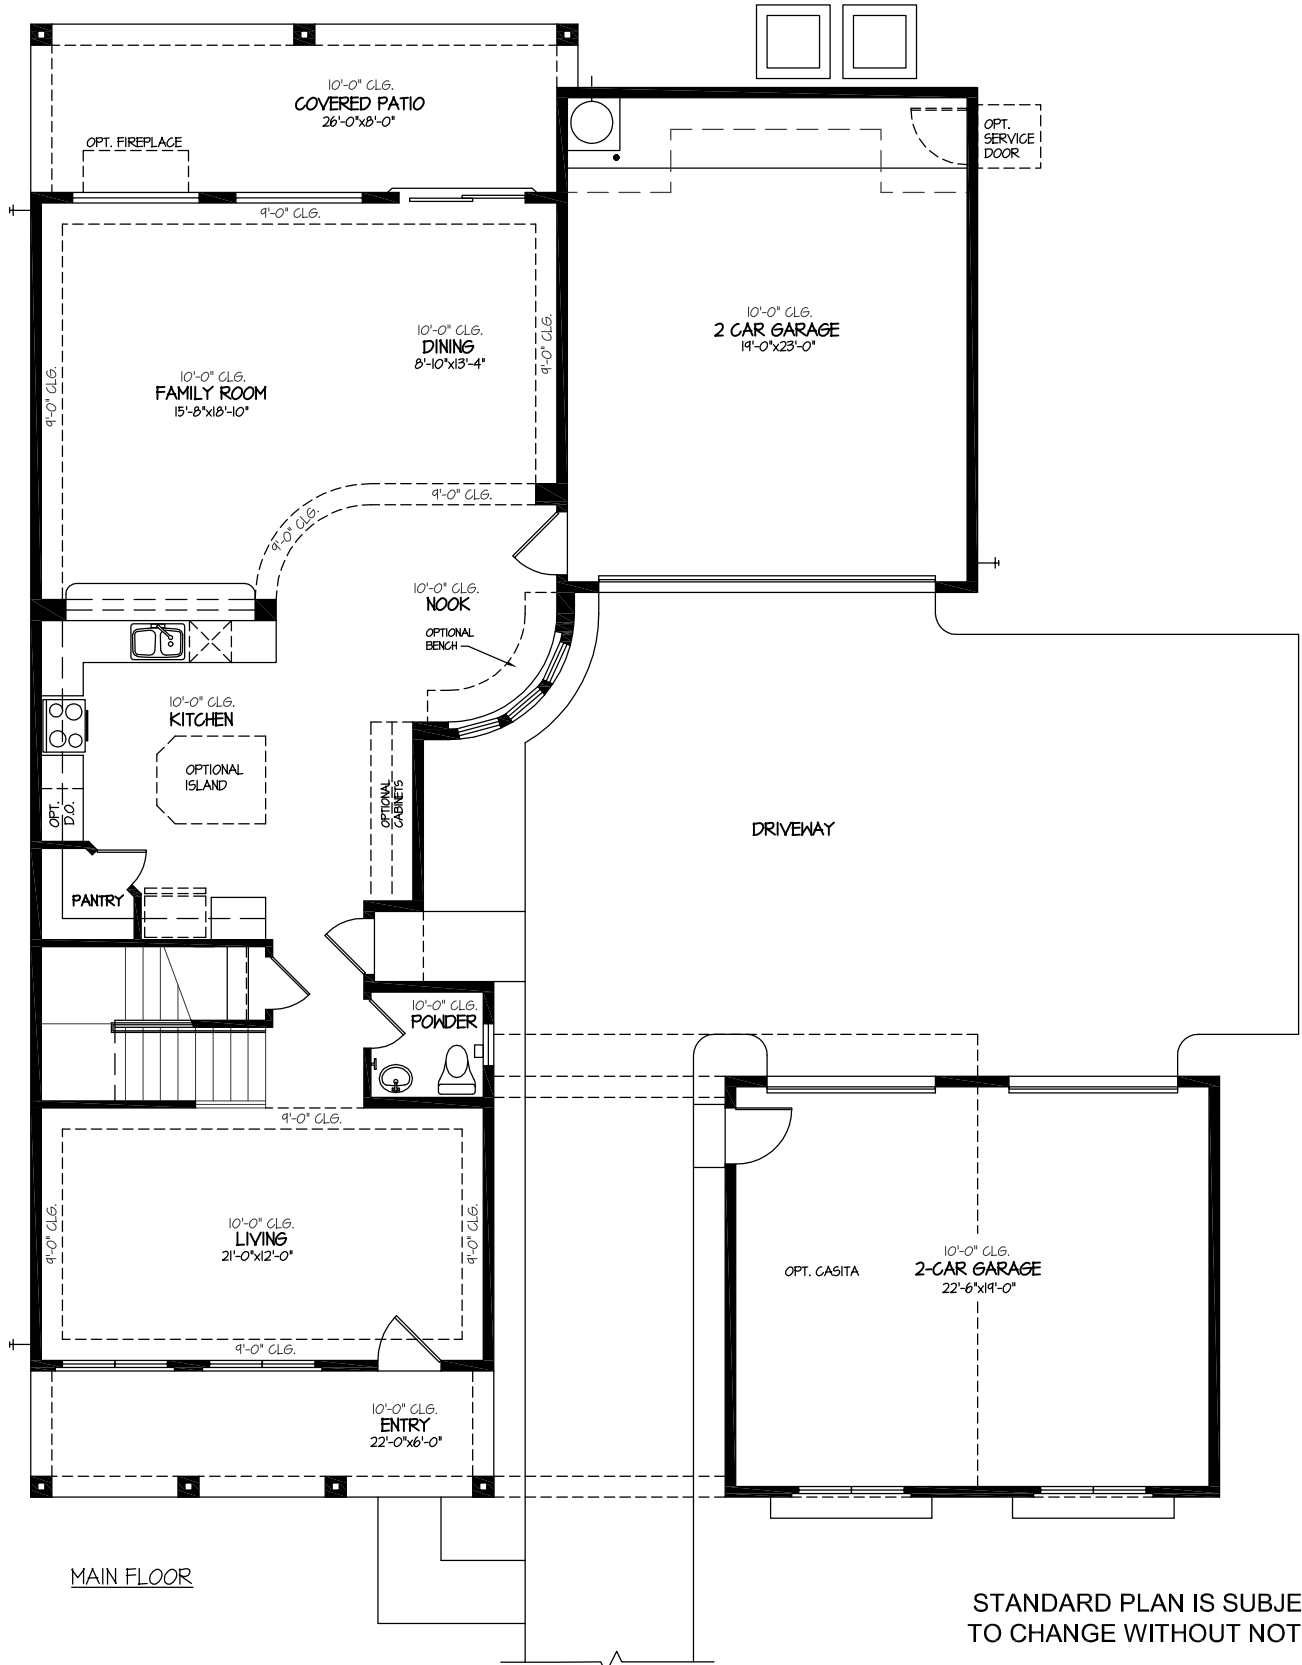 10'-0" CLG.
COVERED PATIO
26'-0"x8'-0"
OPT. FIREPLACE
OPT.
SERVICE
DOOR
9'-0" CLG.
10'-0" CLG.
2 CAR GARAGE
19'-0"x23'-0"
10'-0" CLG.
DINING
8'-10"x13'-4"
9'-0" CLG.
10'-0" CLG.
FAMILY ROOM
15'-8"x18'-10"
9'-0" CLG.
9'-0" CLG.
9'-0" CLG.
10'-0" CLG.
NOOK
OPTIONAL
BENCH
10'-0" CLG.
KITCHEN
OPTIONAL
ISLAND
OPTIONAL
CABINETS
OPT.
D.O.
DRIVEWAY
PANTRY
10'-0" CLG.
POWDER
9'-0" CLG.
10'-0" CLG.
LIVING
21'-0"x12'-0"
9'-0" CLG.
9'-0" CLG.
9'-0" CLG.
OPT. CASITA
10'-0" CLG.
2-CAR GARAGE
22'-6"x19'-0"
10'-0" CLG.
ENTRY
22'-0"x6'-0"
MAIN FLOOR
STANDARD PLAN IS SUBJE
TO CHANGE WITHOUT NOT